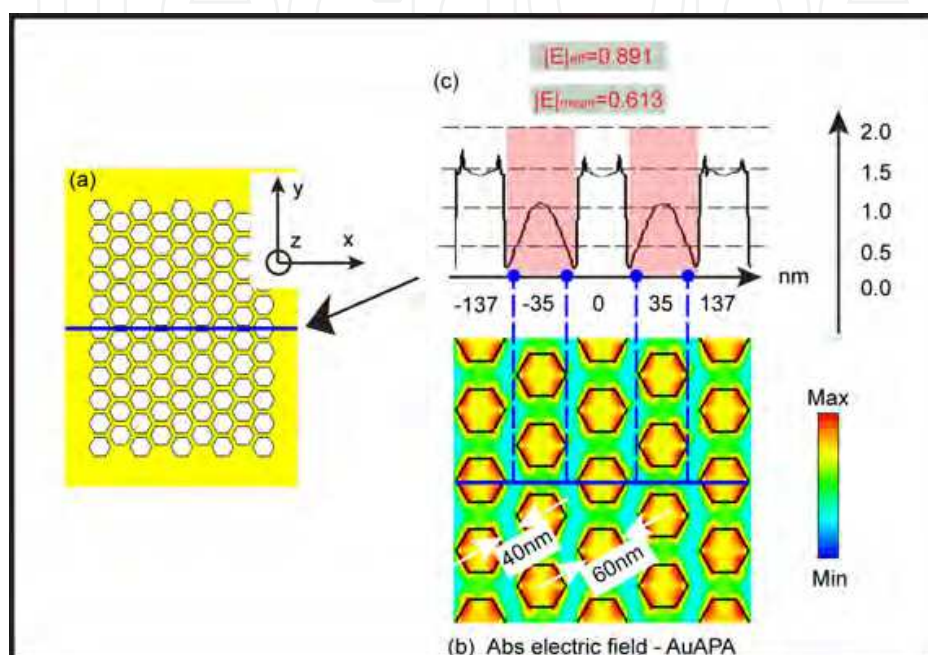 |E|eff=0.891
(c)
|E|mean=0.613
2.0
(a)
1.5
y
1.0
z
x
0.5
nm
0.0
-137 -35 0 35 137
Max
40nm
60nm
Min
(b) Abs electric field - AuAPA